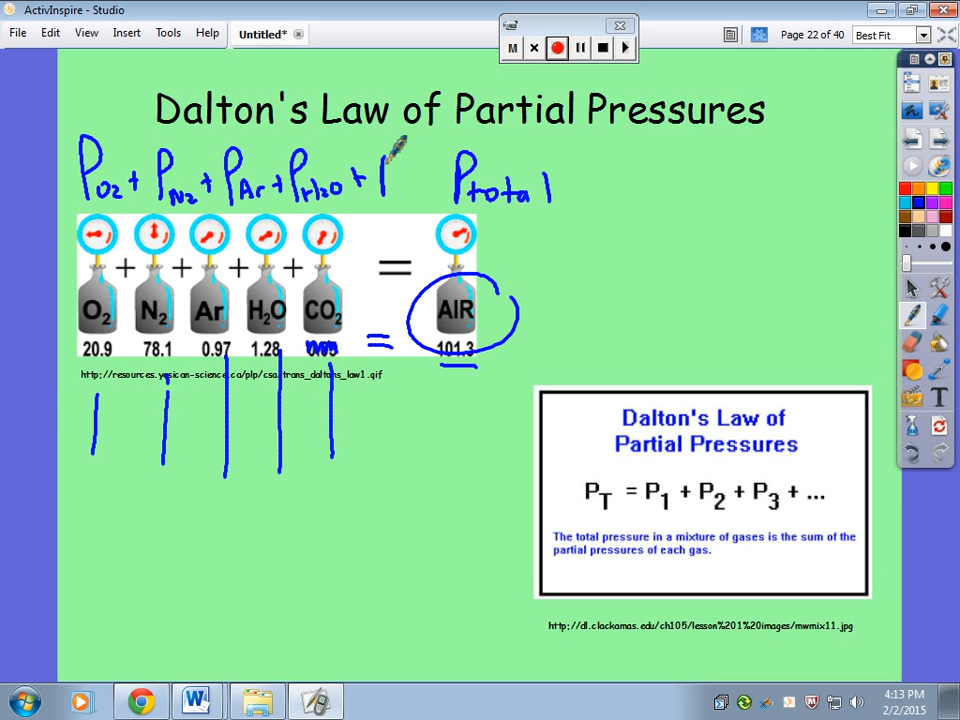 ActivInspire - Studio
File Edit View Insert Tools Help Untitled* Page 22 of 40 Best Fit
M
Dalton's Law of Partial Pressures
PO2 + PN2 + PAr + PH2O + P Ptotal
+ + + + =
O2 N2 Ar H2O CO2 = AIR
20.9 78.1 0.97 1.28 101.3
http://resources.yesican-science.ca/plp/csa/trans_daltons_law1.gif
Dalton's Law of
Partial Pressures
PT = P1 + P2 + P3 + ...
The total pressure in a mixture of gases is the sum of the
partial pressures of each gas.
http://dl.clackamas.edu/ch105/lesson%201%20images/mwmix11.jpg
T
W
4:13 PM
2/2/2015